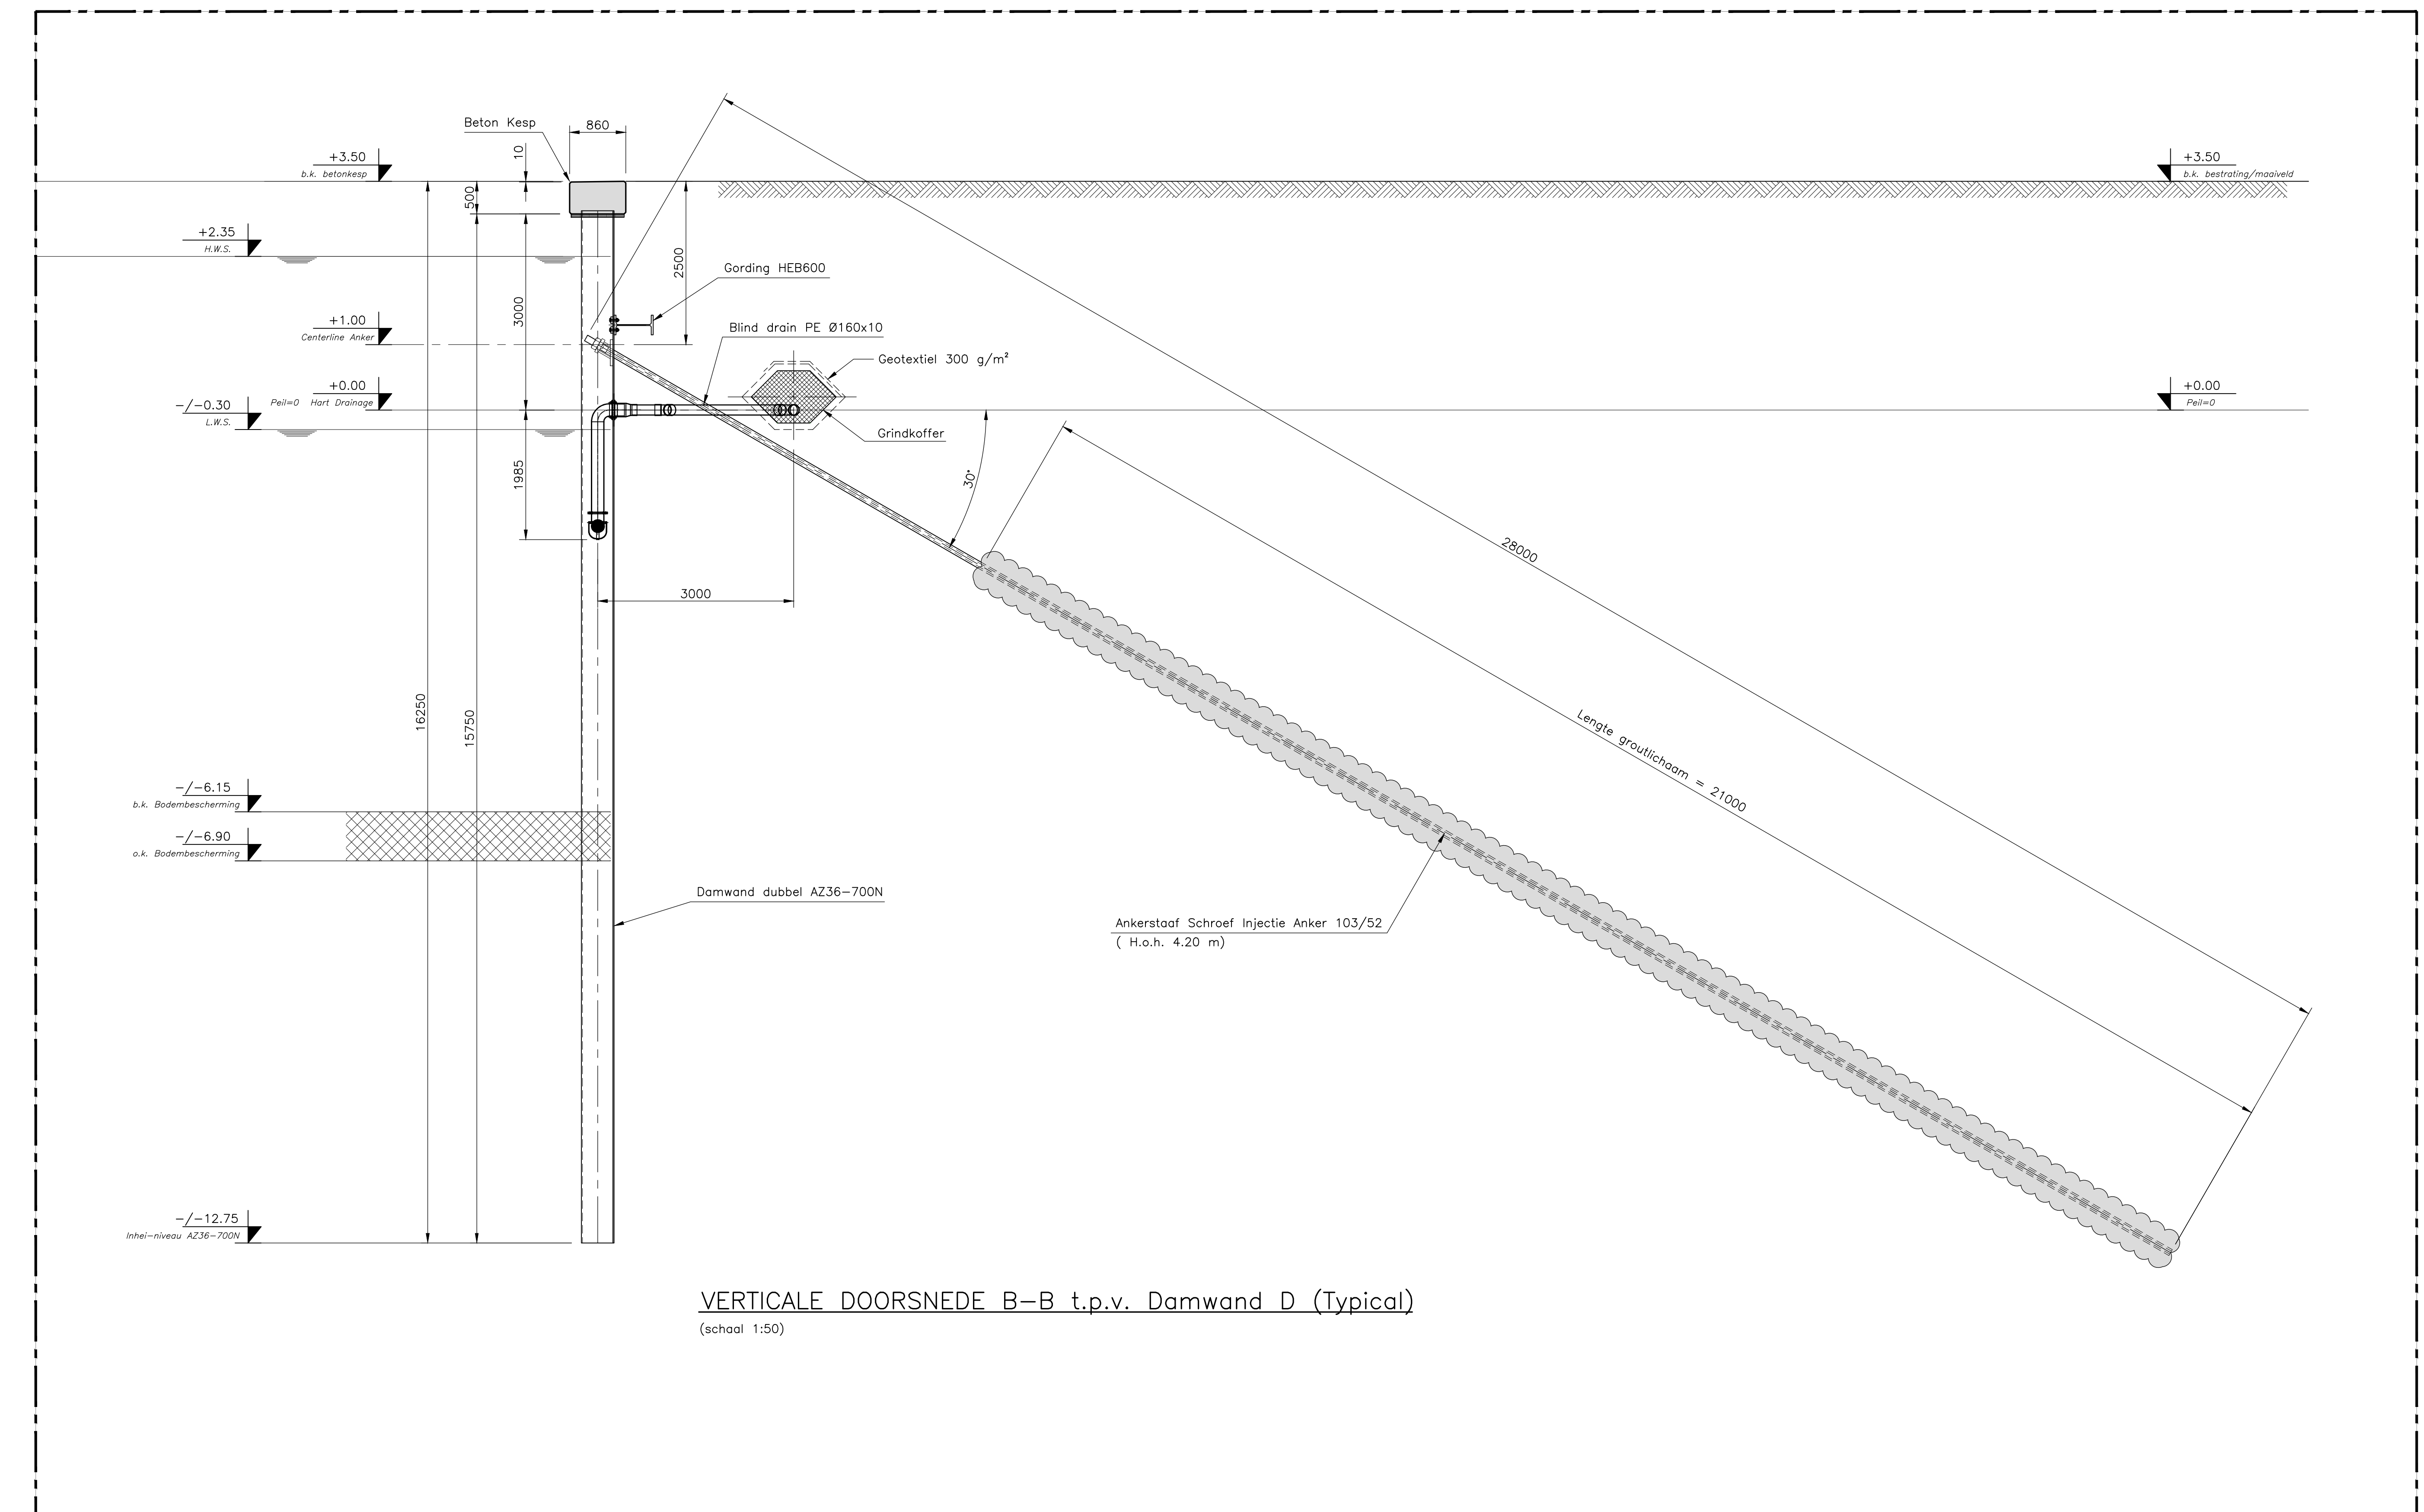 Beton Kesp
860
10
+3.50
b.k. betonkesp
+3.50
b.k. bestrating/maaiveld
500
+2.35
H.W.S.
2500
Gording HEB600
3000
+1.00
Centerline Anker
Blind drain PE Ø160x10
Geotextiel 300 g/m²
+0.00
Peil=0 Hart Drainage
+0.00
Peil=0
-/-0.30
L.W.S.
Grindkoffer
1985
30°
28000
3000
16250
15750
Lengte groutlichaam = 21000
-/-6.15
b.k. Bodembescherming
-/-6.90
o.k. Bodembescherming
Damwand dubbel AZ36-700N
Ankerstaaf Schroef Injectie Anker 103/52
( H.o.h. 4.20 m)
-/-12.75
Inhei-niveau AZ36-700N
VERTICALE DOORSNEDE B-B t.p.v. Damwand D (Typical)
(schaal 1:50)